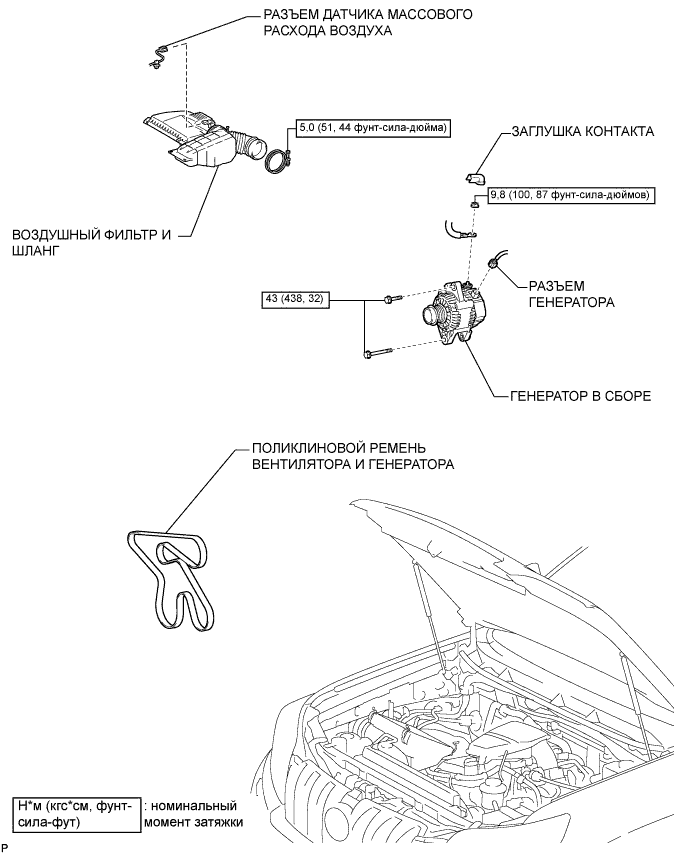 РАЗЪЕМ ДАТЧИКА МАССОВОГО
РАСХОДА ВОЗДУХА
5,0 (51, 44 фунт-сила-дюйма)
ЗАГЛУШКА КОНТАКТА
9,8 (100, 87 фунт-сила-дюймов)
ВОЗДУШНЫЙ ФИЛЬТР И
ШЛАНГ
РАЗЪЕМ
ГЕНЕРАТОРА
43 (438, 32)
ГЕНЕРАТОР В СБОРЕ
ПОЛИКЛИНОВОЙ РЕМЕНЬ
ВЕНТИЛЯТОРА И ГЕНЕРАТОРА
Н*м (кгс*см, фунт-
сила-фут)
: номинальный
момент затяжки
P